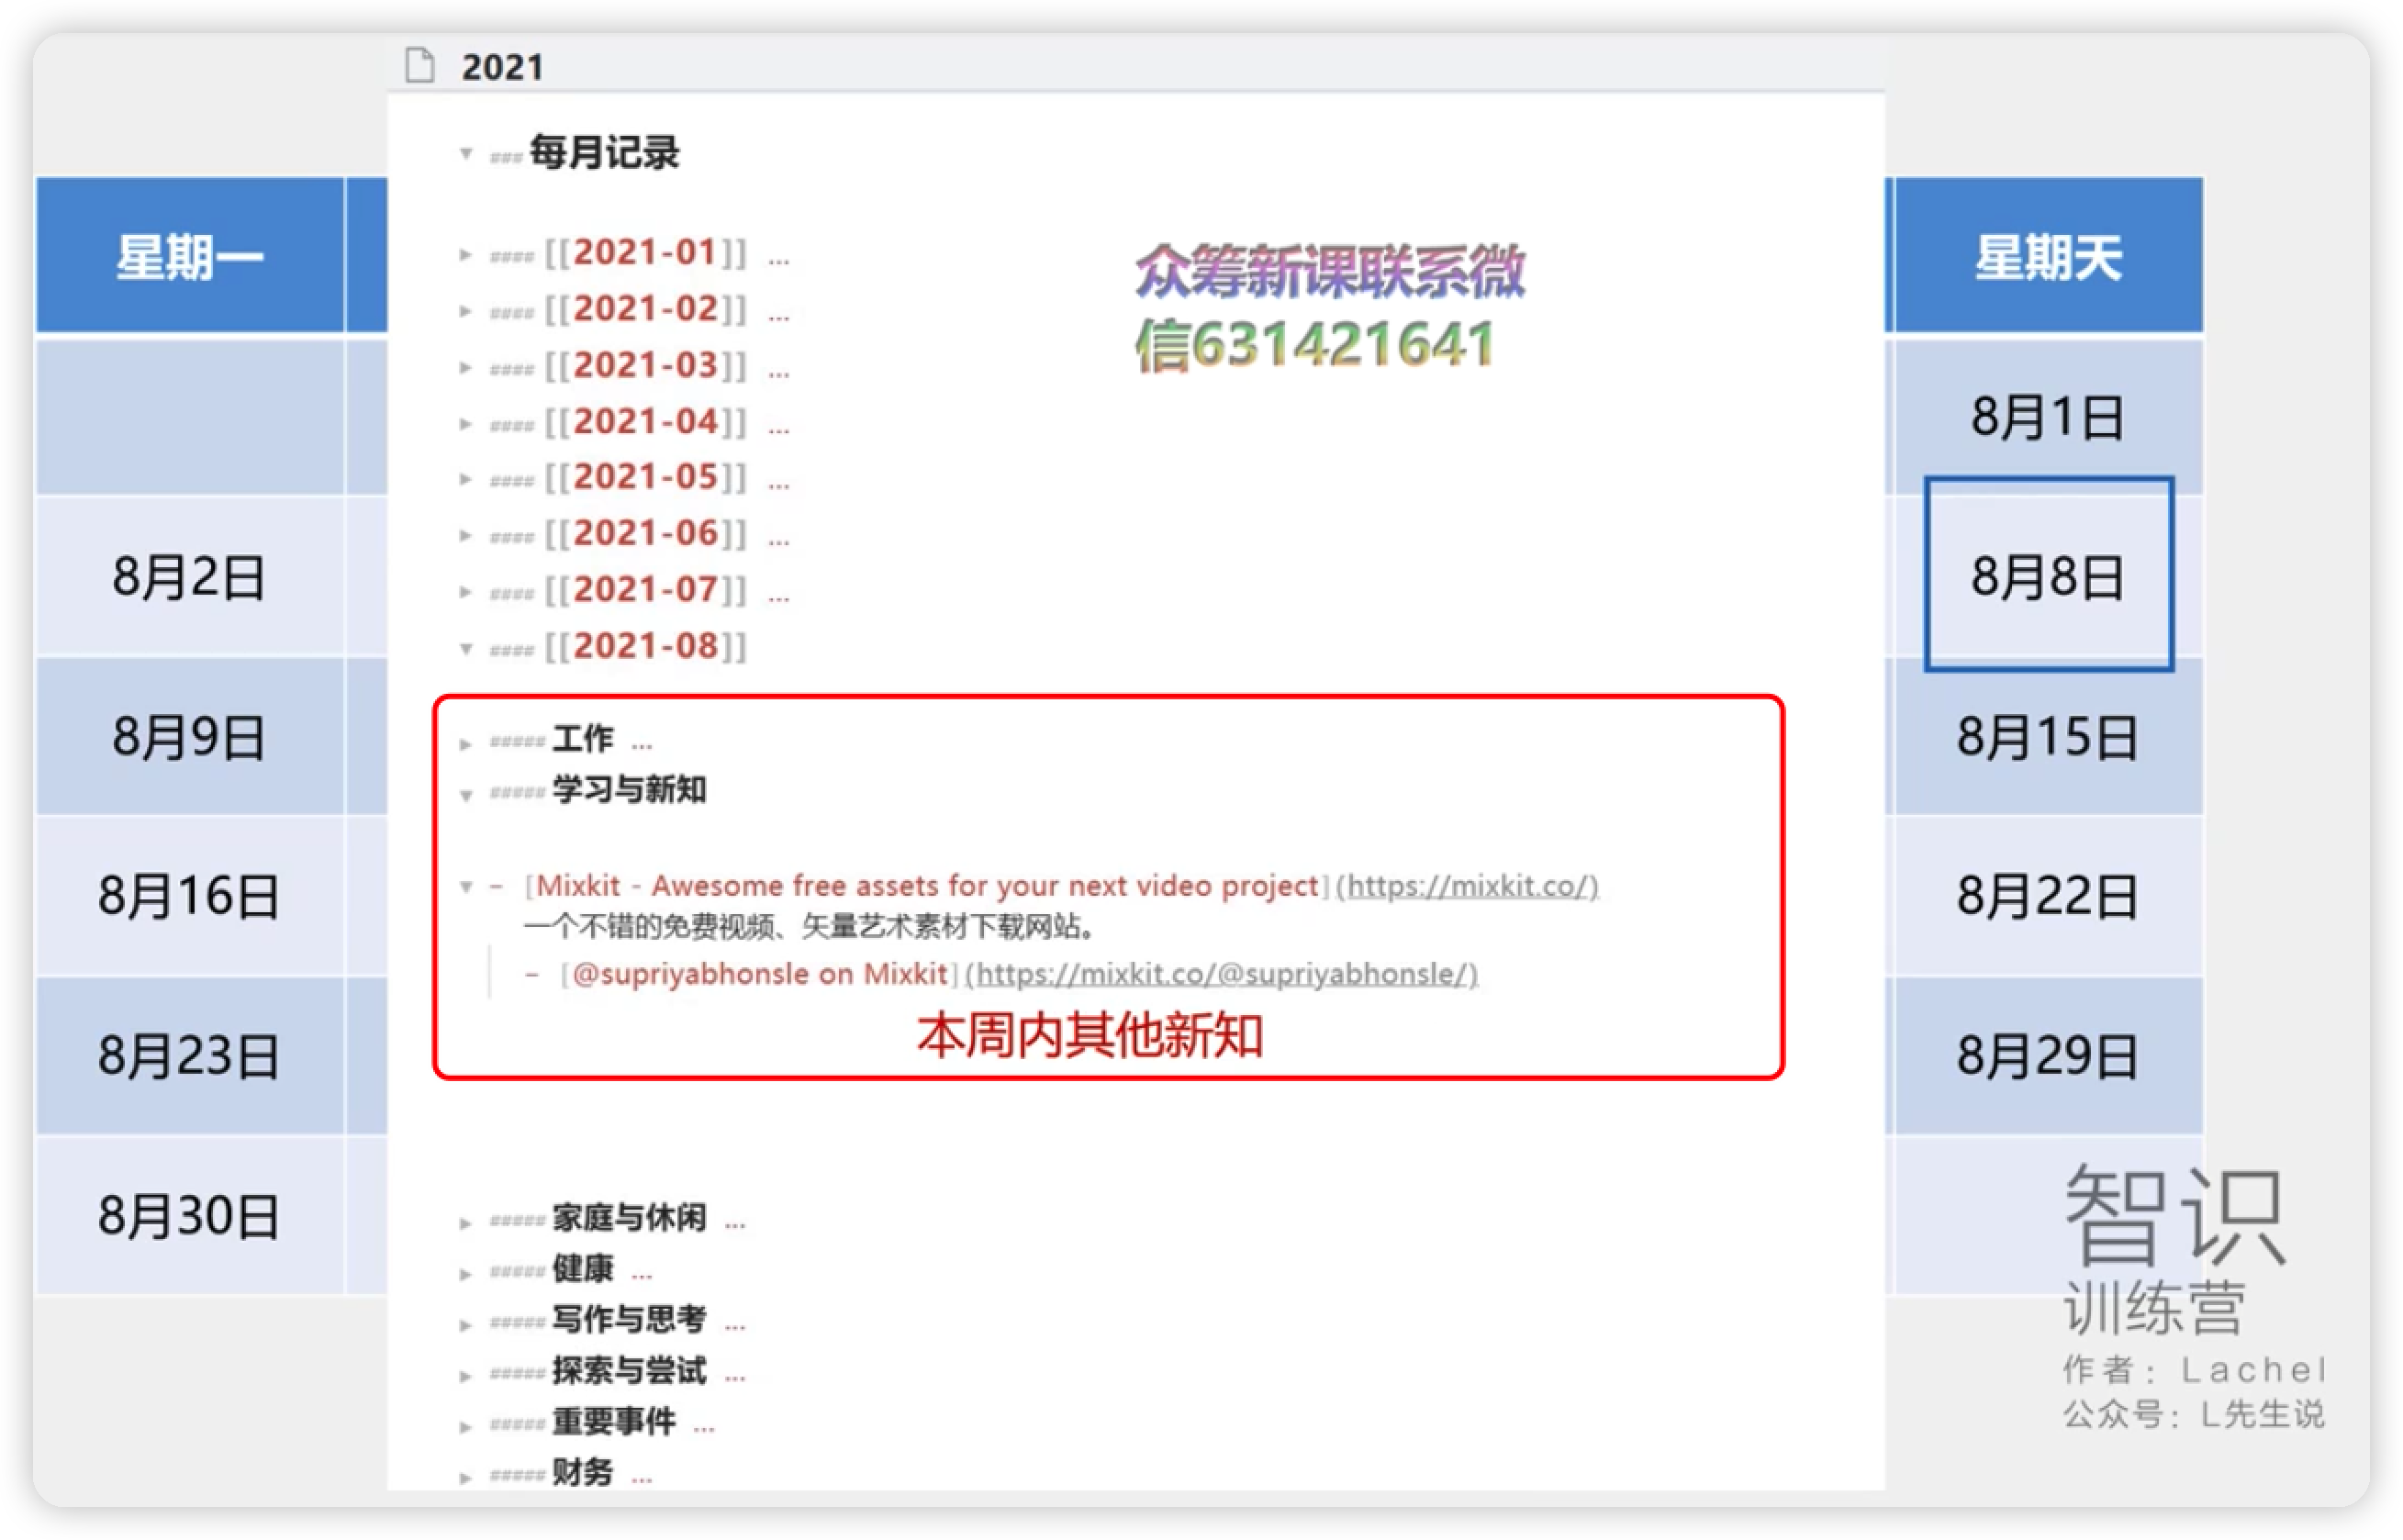 2021
### 每月记录
#### [[2021-01]] ...
#### [[2021-02]] ...
#### [[2021-03]] ...
#### [[2021-04]] ...
#### [[2021-05]] ...
#### [[2021-06]] ...
#### [[2021-07]] ...
#### [[2021-08]]
##### 工作 ...
##### 学习与新知
- [Mixkit - Awesome free assets for your next video project](https://mixkit.co/)
一个不错的免费视频、矢量艺术素材下载网站。
- [@supriyabhonsle on Mixkit](https://mixkit.co/@supriyabhonsle/)
本周内其他新知
##### 家庭与休闲 ...
##### 健康 ...
##### 写作与思考 ...
##### 探索与尝试 ...
##### 重要事件 ...
##### 财务 ...
众筹新课联系微
信631421641
星期一
8月2日
8月9日
8月16日
8月23日
8月30日
星期天
8月1日
8月8日
8月15日
8月22日
8月29日
智识
训练营
作者：Lachel
公众号：L先生说